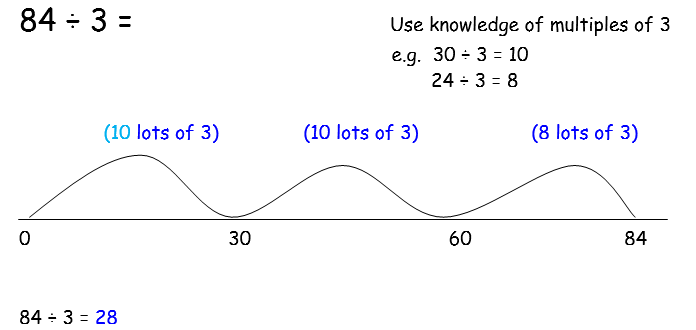 84 ÷ 3 =
Use knowledge of multiples of 3
e.g. 30 ÷ 3 = 10
24 ÷ 3 = 8
(10 lots of 3) (10 lots of 3) (8 lots of 3)
0 30 60 84
84 ÷ 3 = 28